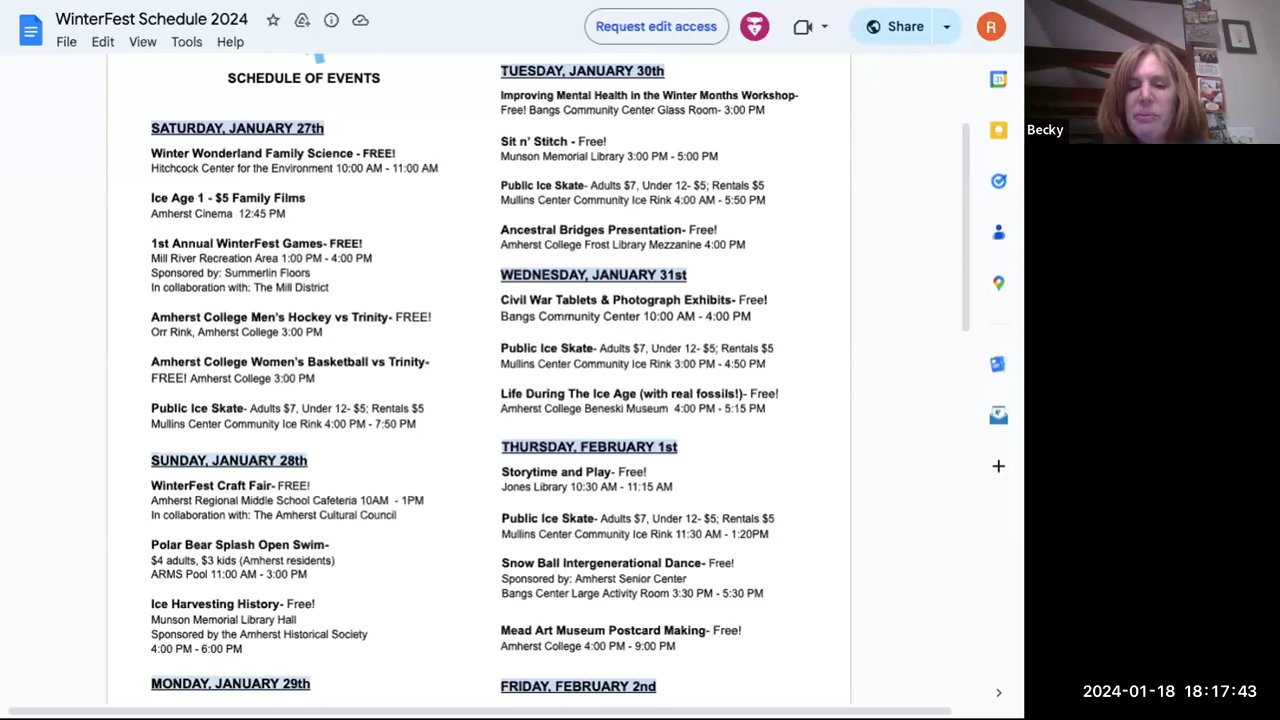 WinterFest Schedule 2024
File Edit View Tools Help
Request edit access
Share
R
SCHEDULE OF EVENTS
SATURDAY, JANUARY 27th
Winter Wonderland Family Science - FREE!
Hitchcock Center for the Environment 10:00 AM - 11:00 AM
Ice Age 1 - $5 Family Films
Amherst Cinema 12:45 PM
1st Annual WinterFest Games- FREE!
Mill River Recreation Area 1:00 PM - 4:00 PM
Sponsored by: Summerlin Floors
In collaboration with: The Mill District
Amherst College Men's Hockey vs Trinity- FREE!
Orr Rink, Amherst College 3:00 PM
Amherst College Women's Basketball vs Trinity-
FREE! Amherst College 3:00 PM
Public Ice Skate- Adults $7, Under 12- $5; Rentals $5
Mullins Center Community Ice Rink 4:00 PM - 7:50 PM
SUNDAY, JANUARY 28th
WinterFest Craft Fair- FREE!
Amherst Regional Middle School Cafeteria 10AM - 1PM
In collaboration with: The Amherst Cultural Council
Polar Bear Splash Open Swim-
$4 adults, $3 kids (Amherst residents)
ARMS Pool 11:00 AM - 3:00 PM
Ice Harvesting History- Free!
Munson Memorial Library Hall
Sponsored by the Amherst Historical Society
4:00 PM - 6:00 PM
MONDAY, JANUARY 29th
TUESDAY, JANUARY 30th
Improving Mental Health in the Winter Months Workshop-
Free! Bangs Community Center Glass Room- 3:00 PM
Sit n' Stitch - Free!
Munson Memorial Library 3:00 PM - 5:00 PM
Public Ice Skate- Adults $7, Under 12- $5; Rentals $5
Mullins Center Community Ice Rink 4:00 AM - 5:50 PM
Ancestral Bridges Presentation- Free!
Amherst College Frost Library Mezzanine 4:00 PM
WEDNESDAY, JANUARY 31st
Civil War Tablets & Photograph Exhibits- Free!
Bangs Community Center 10:00 AM - 4:00 PM
Public Ice Skate- Adults $7, Under 12- $5; Rentals $5
Mullins Center Community Ice Rink 3:00 PM - 4:50 PM
Life During The Ice Age (with real fossils!)- Free!
Amherst College Beneski Museum 4:00 PM - 5:15 PM
THURSDAY, FEBRUARY 1st
Storytime and Play- Free!
Jones Library 10:30 AM - 11:15 AM
Public Ice Skate- Adults $7, Under 12- $5; Rentals $5
Mullins Center Community Ice Rink 11:30 AM - 1:20PM
Snow Ball Intergenerational Dance- Free!
Sponsored by: Amherst Senior Center
Bangs Center Large Activity Room 3:30 PM - 5:30 PM
Mead Art Museum Postcard Making- Free!
Amherst College 4:00 PM - 9:00 PM
FRIDAY, FEBRUARY 2nd
31
Becky
2024-01-18 18:17:43